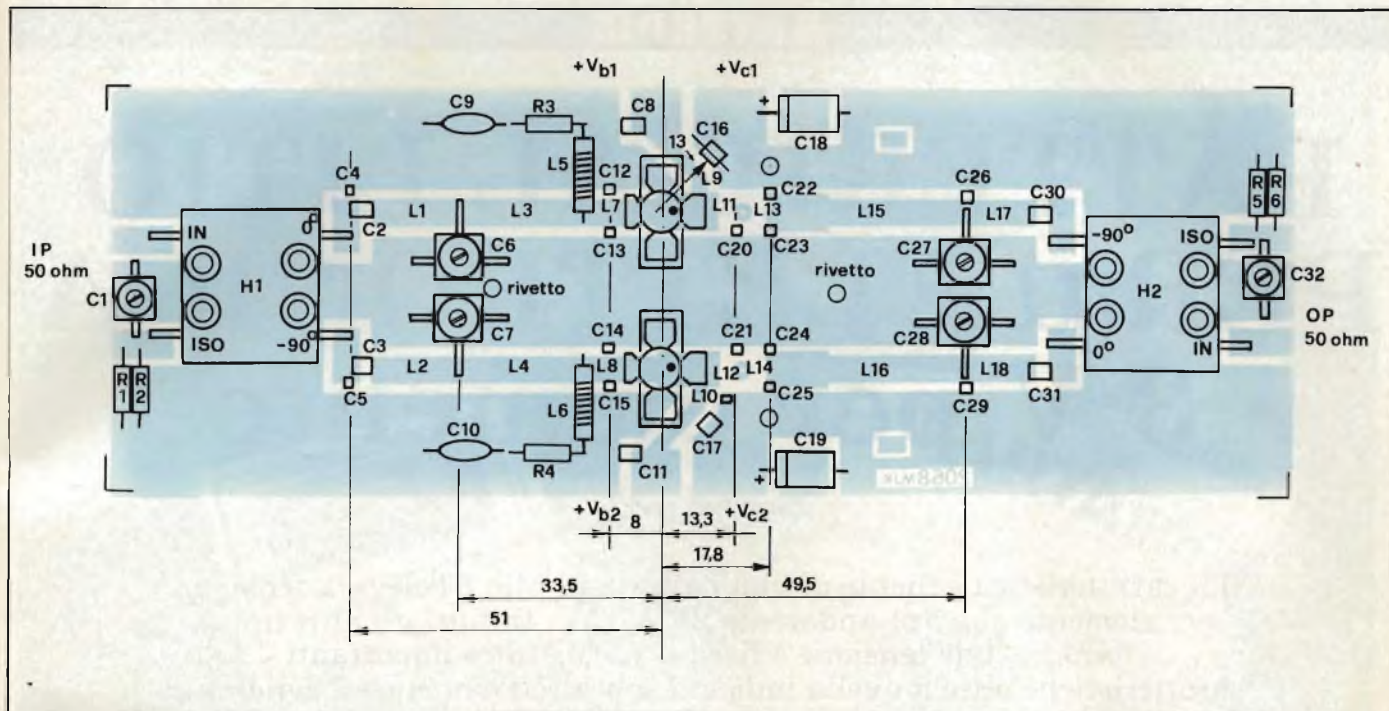 +Vb1
+Vc1
C9
R3
C8
C16
C18
13
L5
L9
C4
C12
C22
C26
C30
R5
R6
C2
L1
L3
L7
L11
L13
L15
L17
0°
IN
-90°
ISO
IP
50 ohm
C6
C13
C20
C23
C27
C32
C1
H1
rivetto
rivetto
H2
C7
C14
C21
C24
C28
OP
50 ohm
ISO
-90°
C3
0°
IN
L2
L4
L8
L12
L14
L16
L18
R1
R2
C5
L6
C15
L10
C25
C29
C31
C10
R4
C11
C17
C19
+
+Vb2
8
13,3
+Vc2
17,8
33,5
49,5
51